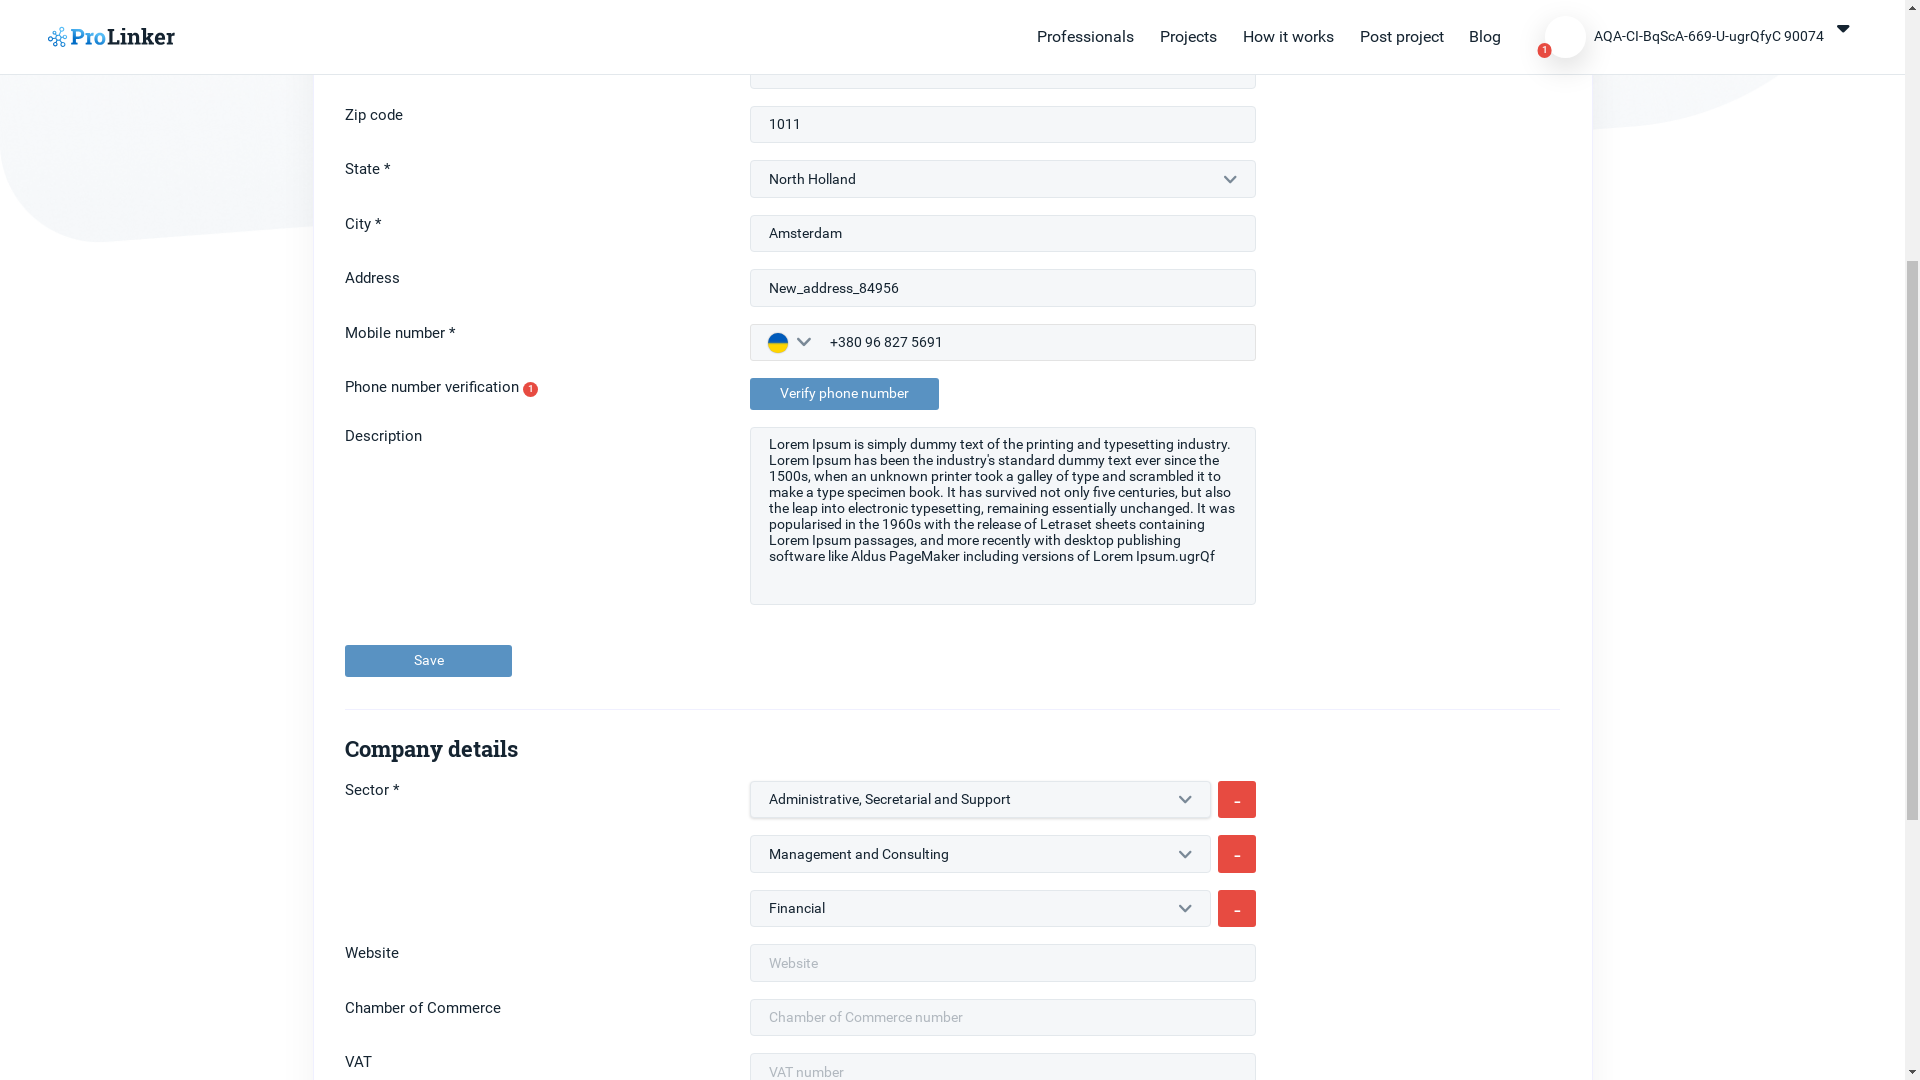 ProLinker
Professionals
Projects
How it works
Post project
Blog
1
AQA-CI-BqScA-669-U-ugrQfyC 90074
Zip code
1011
State *
North Holland
City *
Amsterdam
Address
New_address_84956
Mobile number *
+380 96 827 5691
Phone number verification 1
Verify phone number
Description
Lorem Ipsum is simply dummy text of the printing and typesetting industry.
Lorem Ipsum has been the industry's standard dummy text ever since the
1500s, when an unknown printer took a galley of type and scrambled it to
make a type specimen book. It has survived not only five centuries, but also
the leap into electronic typesetting, remaining essentially unchanged. It was
popularised in the 1960s with the release of Letraset sheets containing
Lorem Ipsum passages, and more recently with desktop publishing
software like Aldus PageMaker including versions of Lorem Ipsum.ugrQf
Save
Company details
Sector *
Administrative, Secretarial and Support
-
Management and Consulting
-
Financial
-
Website
Website
Chamber of Commerce
Chamber of Commerce number
VAT
VAT number